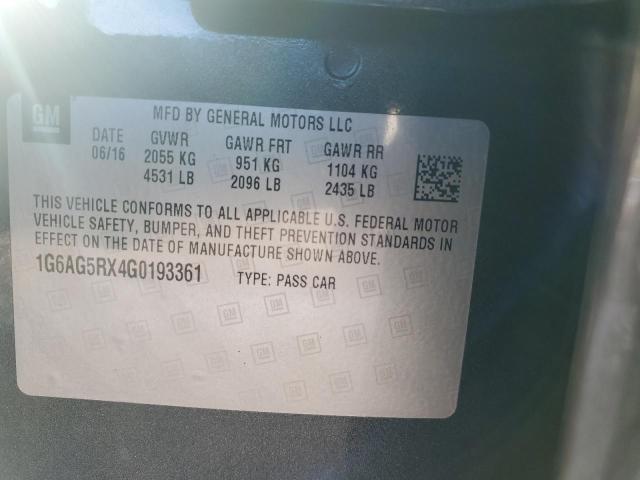 GM
MFD BY GENERAL MOTORS LLC
DATE GVWR GAWR FRT GAWR RR
06/16 2055 KG 951 KG 1104 KG
4531 LB 2096 LB 2435 LB
THIS VEHICLE CONFORMS TO ALL APPLICABLE U.S. FEDERAL MOTOR
VEHICLE SAFETY, BUMPER, AND THEFT PREVENTION STANDARDS IN
EFFECT ON THE DATE OF MANUFACTURE SHOWN ABOVE.
1G6AG5RX4G0193361 TYPE: PASS CAR